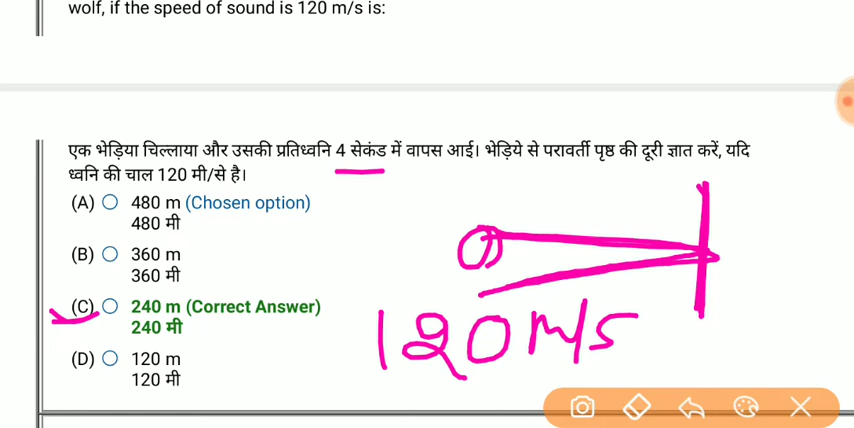 wolf, if the speed of sound is 120 m/s is:
एक भेड़िया चिल्लाया और उसकी प्रतिध्वनि 4 सेकंड में वापस आई। भेड़िये से परावर्ती पृष्ठ की दूरी ज्ञात करें, यदि
ध्वनि की चाल 120 मी/से है।
(A) 480 m (Chosen option)
480 मी
(B) 360 m
360 मी
(C) 240 m (Correct Answer)
240 मी
(D) 120 m
120 मी
120 m/s